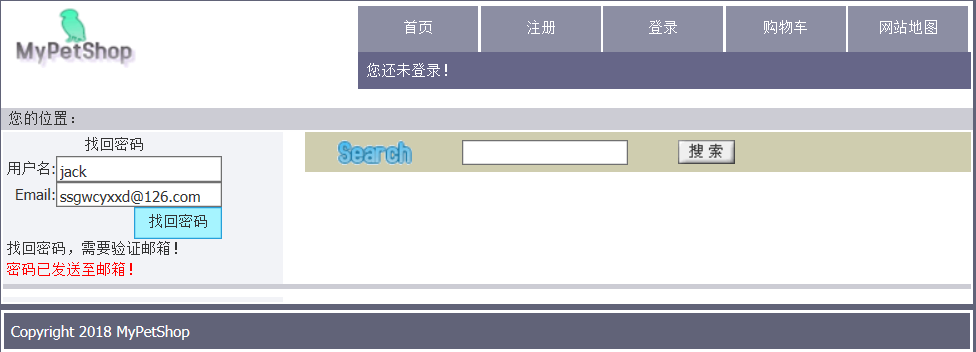 MyPetShop
首页 注册 登录 购物车 网站地图
您还未登录!
您的位置:
找回密码
用户名: jack
Email: ssgwcyxxd@126.com
找回密码
找回密码，需要验证邮箱!
密码已发送至邮箱!
Search 搜 索
Copyright 2018 MyPetShop